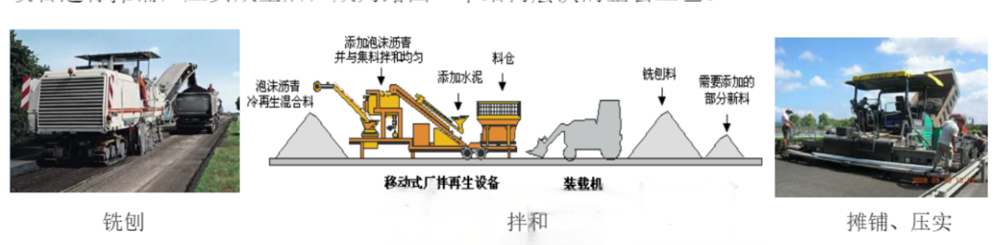 添加泡沫沥青
并与集料拌和均匀
料仓
添加水泥
泡沫沥青
冷再生混合料
铣刨料
需要添加的
部分新料
移动式厂拌再生设备
装载机
铣刨
拌和
摊铺、压实